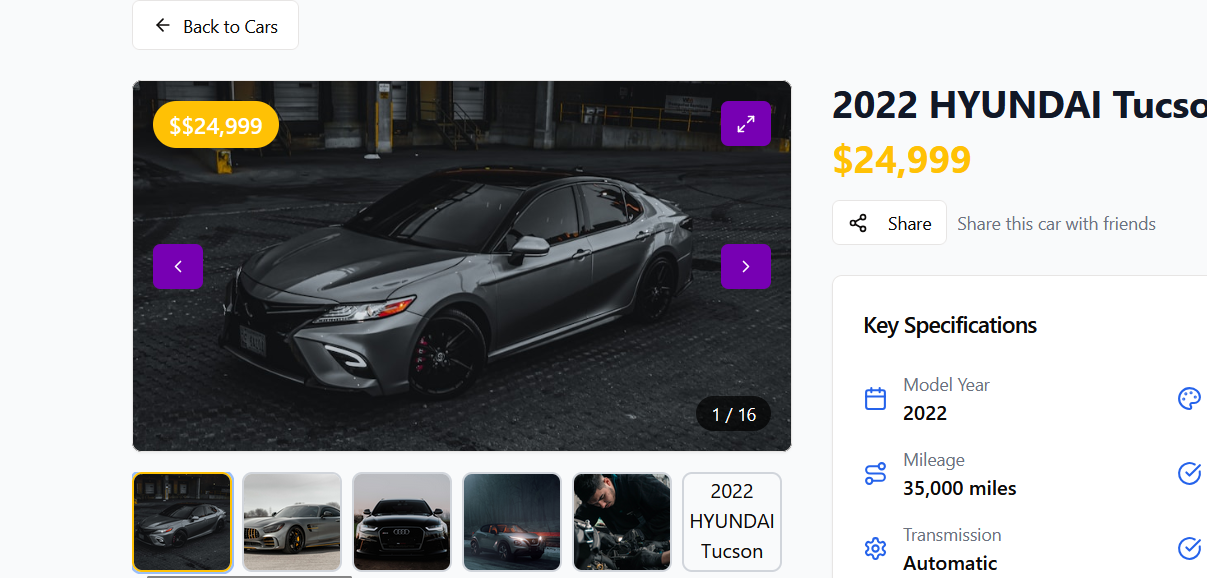 Back to Cars
$$24,999
1 / 16
2022
HYUNDAI
Tucson
2022 HYUNDAI Tucso
$24,999
Share
Share this car with friends
Key Specifications
Model Year
2022
Mileage
35,000 miles
Transmission
Automatic